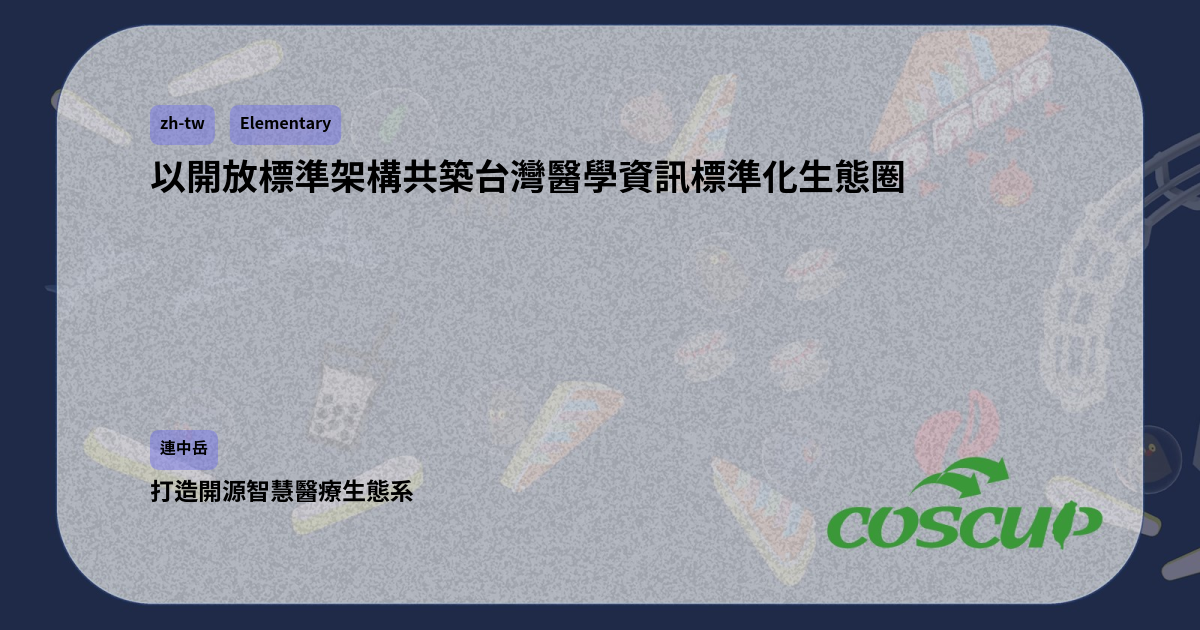 zh-tw Elementary
以開放標準架構共築台灣醫學資訊標準化生態圈
連中岳
打造開源智慧醫療生態系
COSCUP